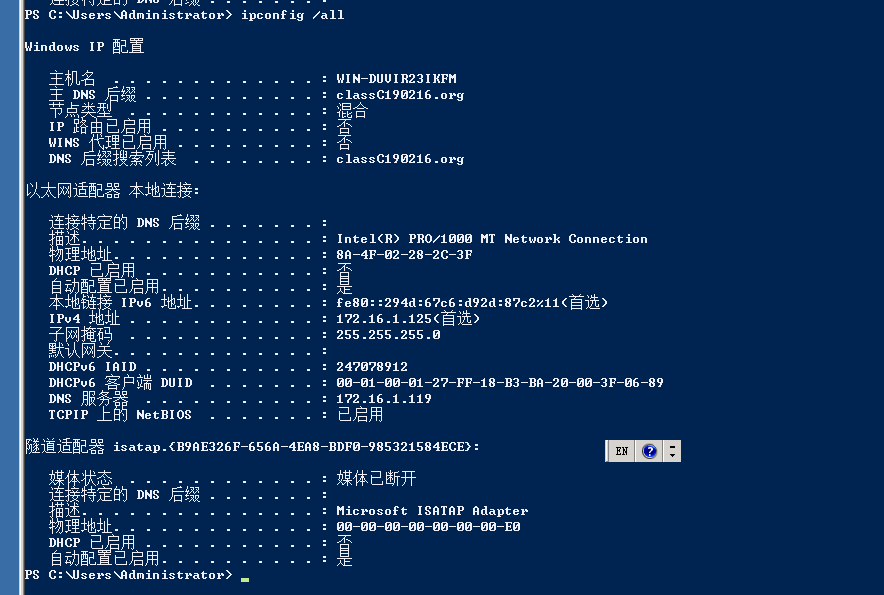 PS C:\Users\Administrator> ipconfig /all
Windows IP 配置
主机名 . . . . . . . . . . . . . : WIN-DUVIR23IKFM
主 DNS 后缀 . . . . . . . . . . . : classC190216.org
节点类型 . . . . . . . . . . . . : 混合
IP 路由已启用 . . . . . . . . . . : 否
WINS 代理已启用 . . . . . . . . . : 否
DNS 后缀搜索列表 . . . . . . . . : classC190216.org
以太网适配器 本地连接:
连接特定的 DNS 后缀 . . . . . . . :
描述. . . . . . . . . . . . . . . : Intel(R) PRO/1000 MT Network Connection
物理地址. . . . . . . . . . . . . : 8A-4F-02-28-2C-3F
DHCP 已启用 . . . . . . . . . . . : 否
自动配置已启用. . . . . . . . . . : 是
本地链接 IPv6 地址. . . . . . . . : fe80::294d:67c6:d92d:87c2%11(首选)
IPv4 地址 . . . . . . . . . . . . : 172.16.1.125(首选)
子网掩码 . . . . . . . . . . . . : 255.255.255.0
默认网关. . . . . . . . . . . . . :
DHCPv6 IAID . . . . . . . . . . . : 247078912
DHCPv6 客户端 DUID . . . . . . . : 00-01-00-01-27-FF-18-B3-BA-20-00-3F-06-89
DNS 服务器 . . . . . . . . . . . : 172.16.1.119
TCPIP 上的 NetBIOS . . . . . . . : 已启用
隧道适配器 isatap.{B9AE326F-656A-4EA8-BDF0-985321584ECE}:
EN
媒体状态 . . . . . . . . . . . . : 媒体已断开
连接特定的 DNS 后缀 . . . . . . . :
描述. . . . . . . . . . . . . . . : Microsoft ISATAP Adapter
物理地址. . . . . . . . . . . . . : 00-00-00-00-00-00-00-E0
DHCP 已启用 . . . . . . . . . . . : 否
自动配置已启用. . . . . . . . . . : 是
PS C:\Users\Administrator>